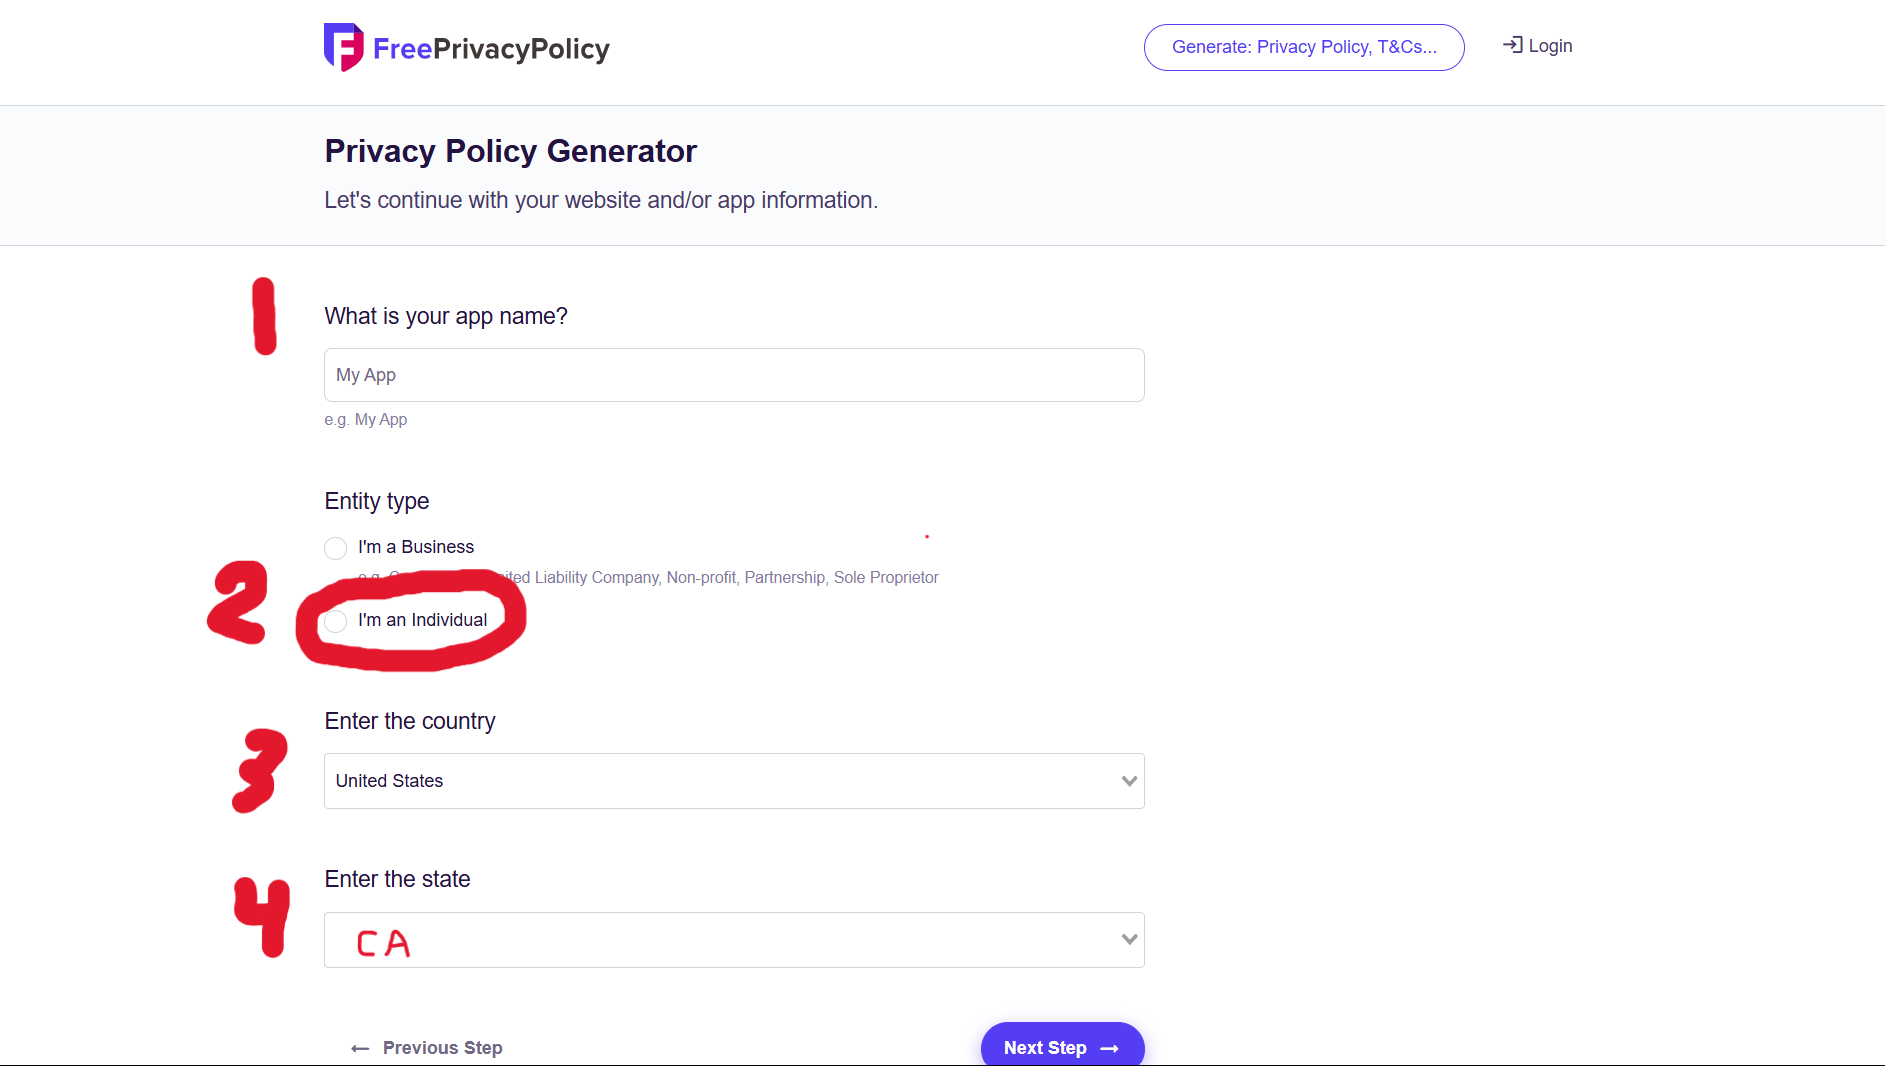 FreePrivacyPolicy
Generate: Privacy Policy, T&Cs...
Login
Privacy Policy Generator
Let's continue with your website and/or app information.
1
What is your app name?
My App
e.g. My App
Entity type
I'm a Business
Liability Company, Non-profit, Partnership, Sole Proprietor
2
I'm an Individual
3
Enter the country
United States
4
Enter the state
CA
Previous Step
Next Step